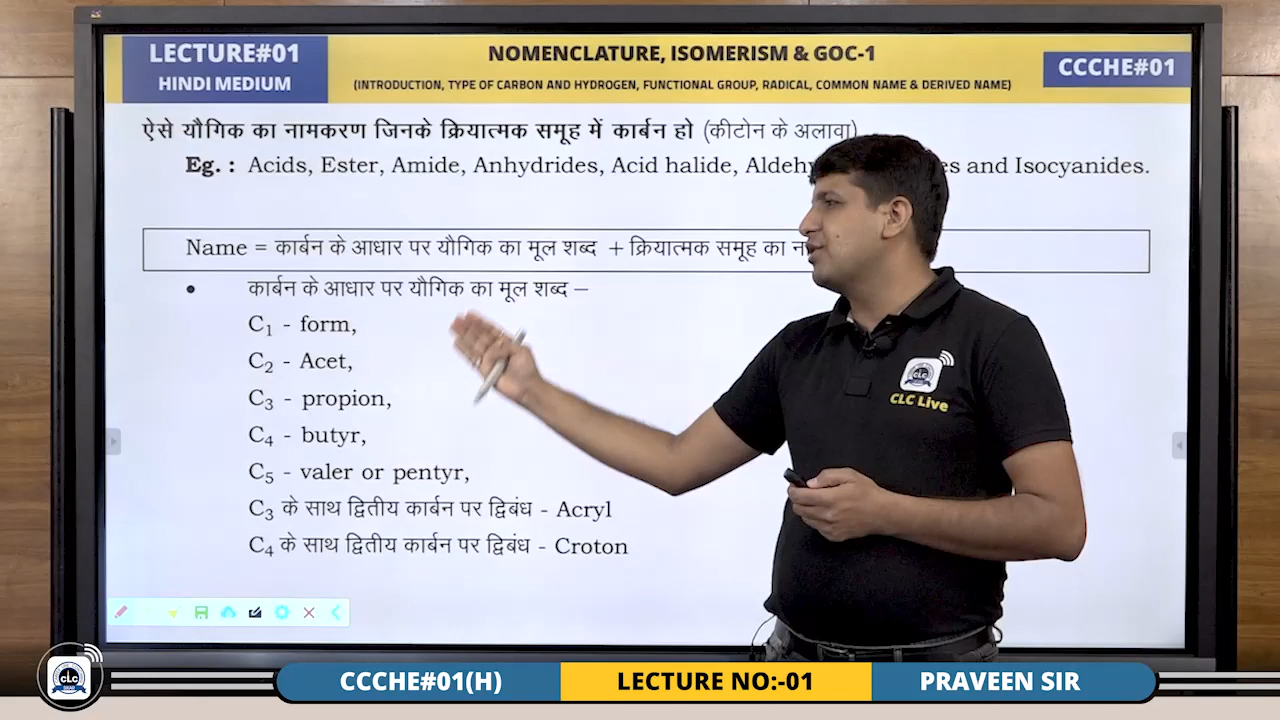 LECTURE#01
HINDI MEDIUM
NOMENCLATURE, ISOMERISM & GOC-1
(INTRODUCTION, TYPE OF CARBON AND HYDROGEN, FUNCTIONAL GROUP, RADICAL, COMMON NAME & DERIVED NAME)
CCCHE#01
ऐसे यौगिक का नामकरण जिनके क्रियात्मक समूह में कार्बन हो (कीटोन के अलावा)
Eg. : Acids, Ester, Amide, Anhydrides, Acid halide, and Isocyanides.
Name = कार्बन के आधार पर यौगिक का मूल शब्द + क्रियात्मक समूह का
• कार्बन के आधार पर यौगिक का मूल शब्द –
C₁ - form,
C₂ - Acet,
C₃ - propion,
C₄ - butyr,
C₅ - valer or pentyr,
C₃ के साथ द्वितीय कार्बन पर द्विबंध - Acryl
C₄ के साथ द्वितीय कार्बन पर द्विबंध - Croton
CLC
CLC Live
CLC
SIKAR
CCCHE#01(H)
LECTURE NO:-01
PRAVEEN SIR